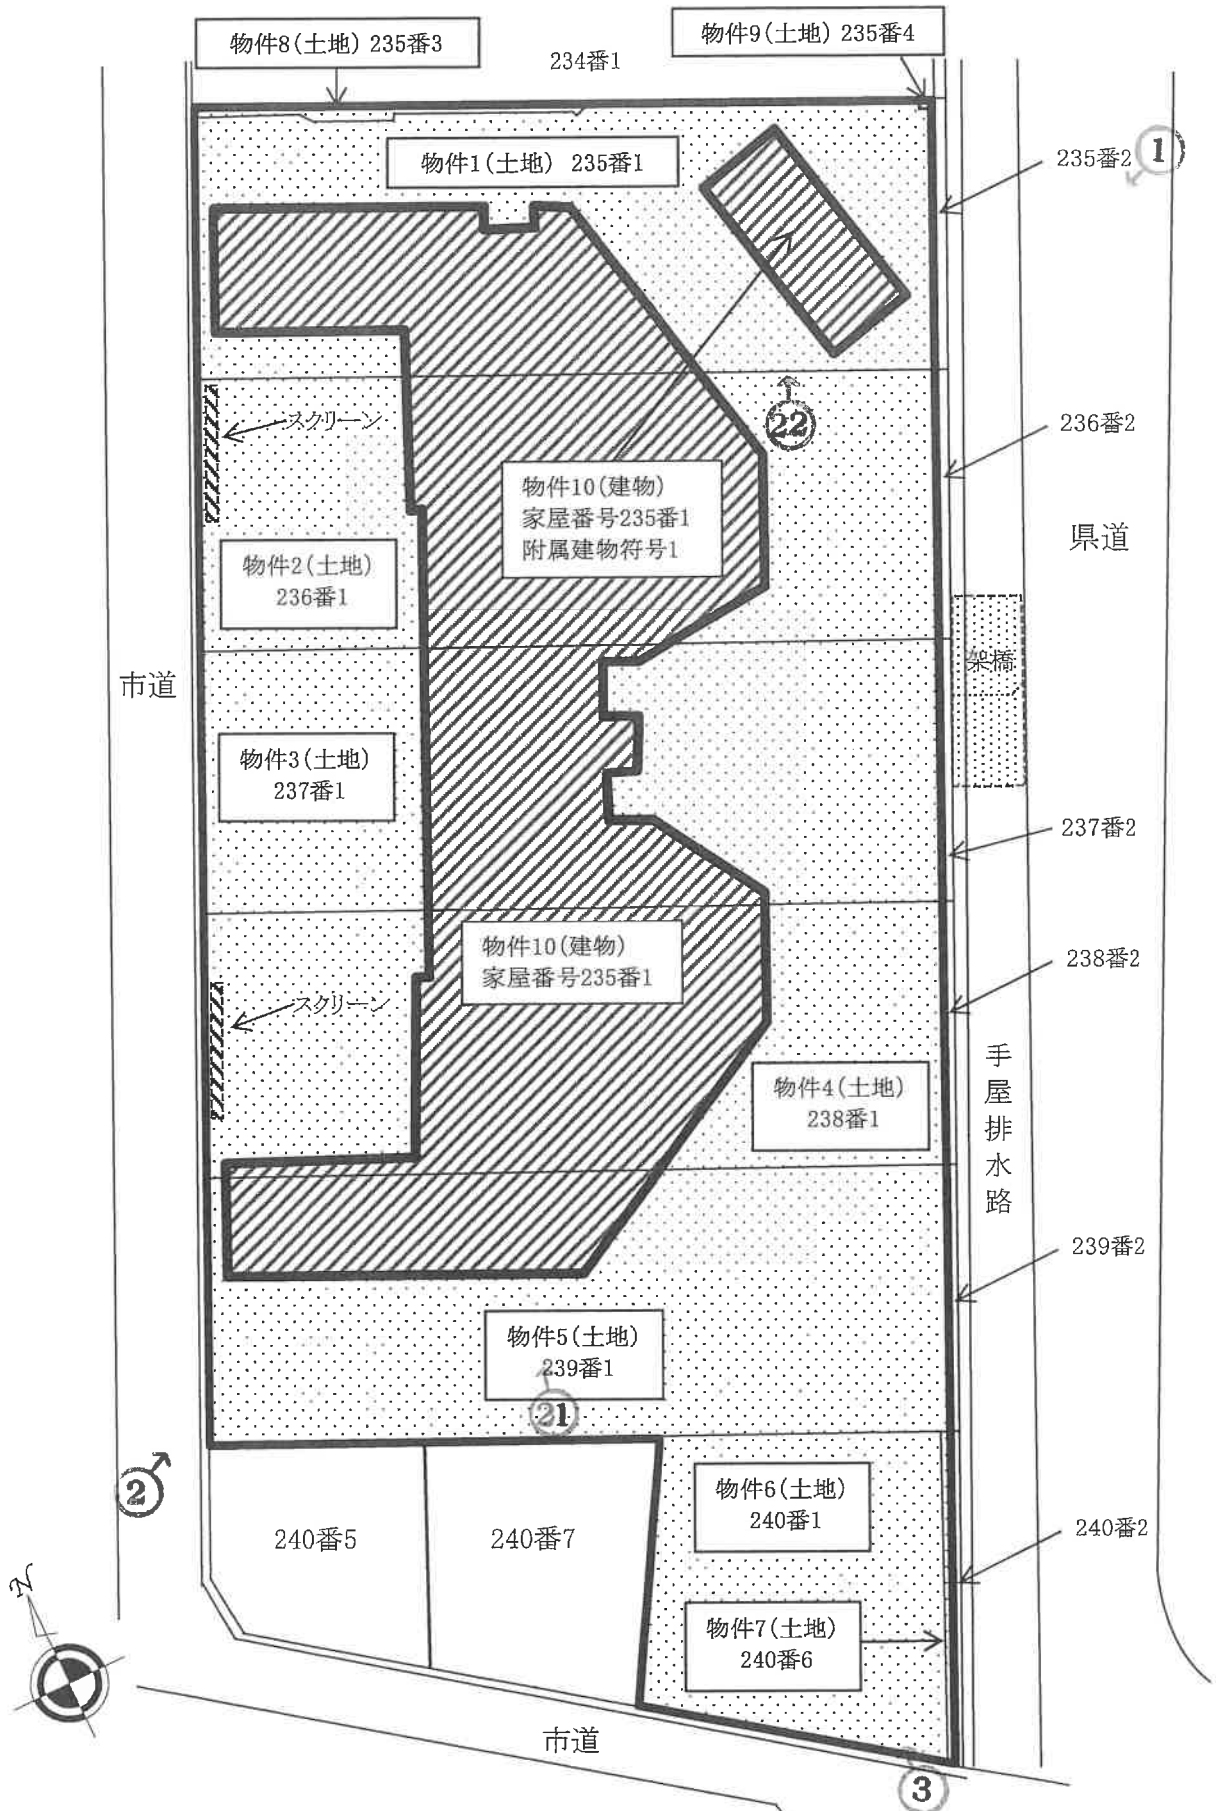 物件8(土地) 235番3
物件9(土地) 235番4
234番1
物件1(土地) 235番1
235番2
1
スクリーン
22
236番2
物件10(建物)
家屋番号235番1
附属建物符号1
県道
物件2(土地)
236番1
架橋
市道
物件3(土地)
237番1
237番2
物件10(建物)
家屋番号235番1
238番2
スクリーン
物件4(土地)
238番1
手屋排水路
239番2
物件5(土地)
239番1
21
2
物件6(土地)
240番1
240番5
240番7
240番2
N
物件7(土地)
240番6
市道
3